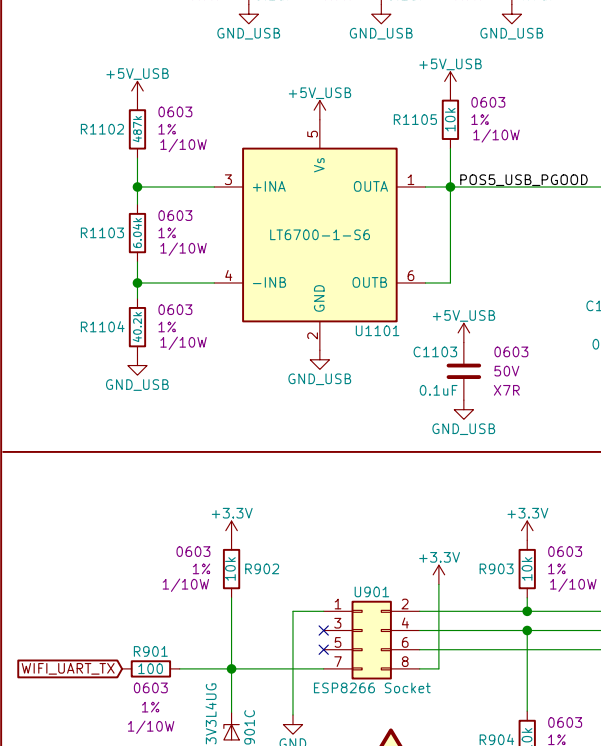 GND_USB
GND_USB
GND_USB
+5V_USB
+5V_USB
+5V_USB
R1102
487k
0603
1%
1/10W
R1105
10k
0603
1%
1/10W
5
Vs
3
+INA
OUTA
1
POS5_USB_PGOOD
R1103
6.04k
0603
1%
1/10W
LT6700-1-S6
4
-INB
OUTB
6
GND
2
U1101
R1104
40.2k
0603
1%
1/10W
GND_USB
GND_USB
+5V_USB
C1103
0603
50V
0.1uF
X7R
GND_USB
C1
0
+3.3V
+3.3V
+3.3V
0603
1%
1/10W
10k
R902
R903
10k
0603
1%
1/10W
U901
1
2
3
4
5
6
7
8
ESP8266 Socket
WIFI_UART_TX
R901
100
0603
1%
1/10W
3V3L4UG
901C
GND
R904
0k
0603
1%